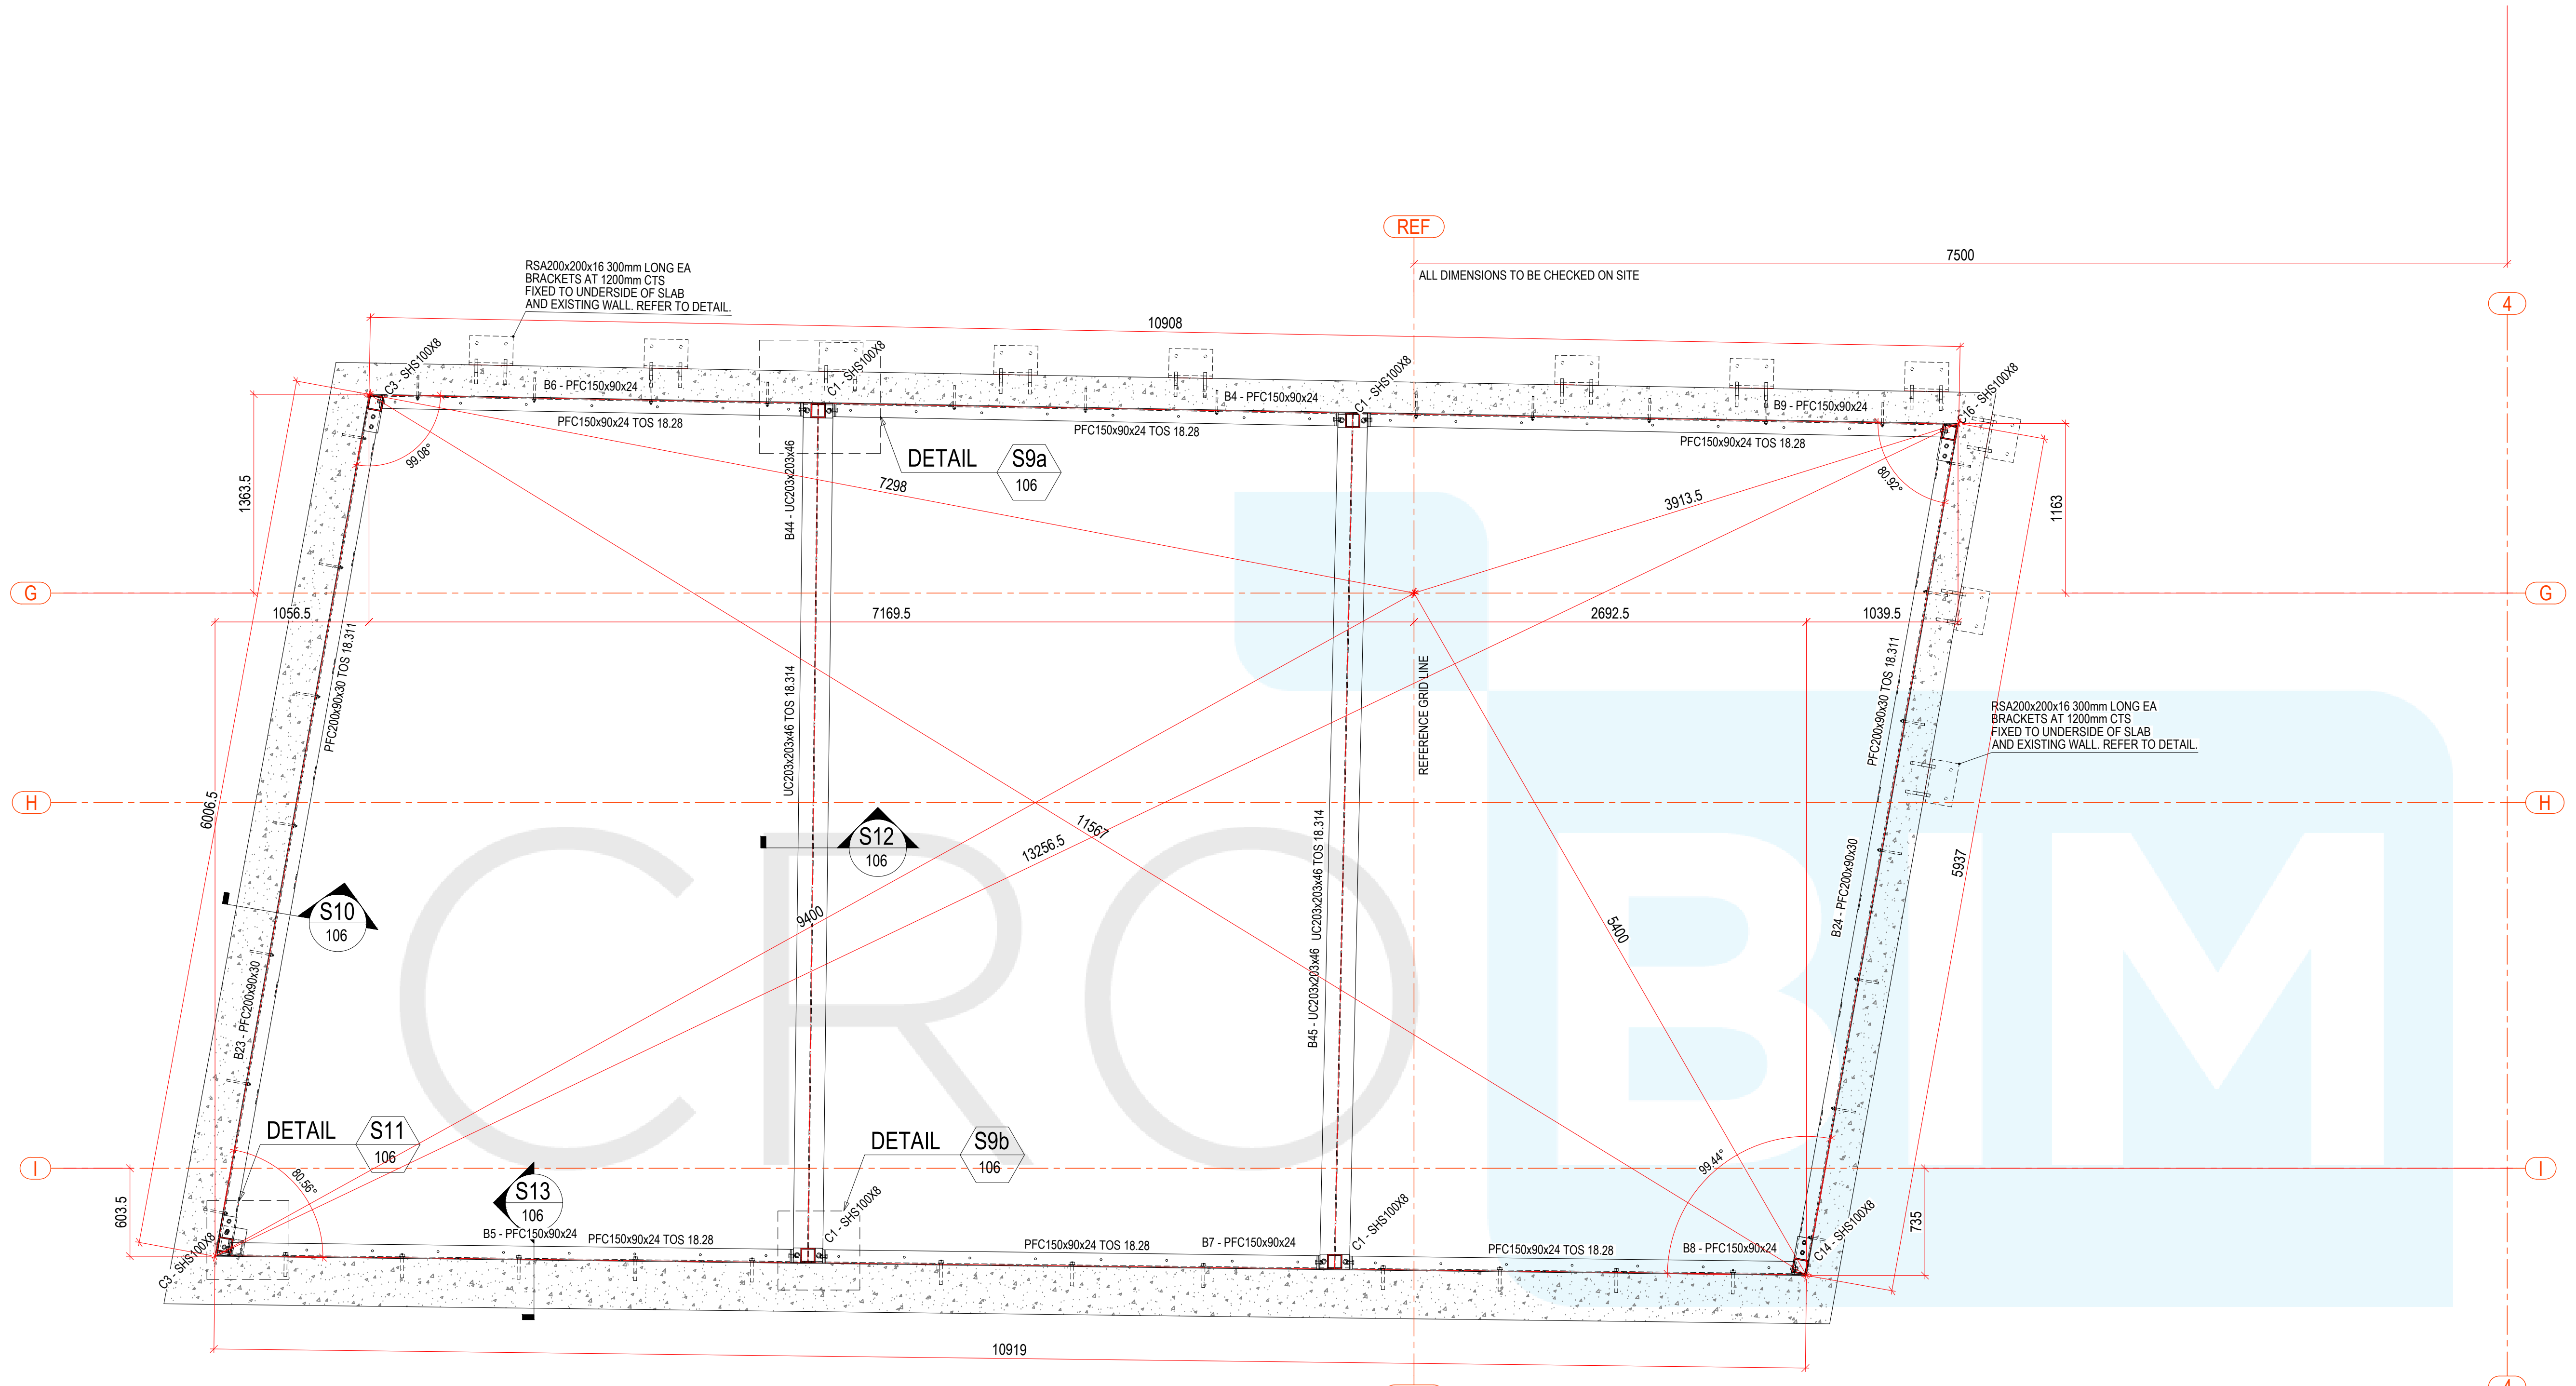 REF
7500
ALL DIMENSIONS TO BE CHECKED ON SITE
4
RSA200x200x16 300mm LONG EA
BRACKETS AT 1200mm CTS
FIXED TO UNDERSIDE OF SLAB
AND EXISTING WALL. REFER TO DETAIL.
10908
C3 - SHS100X8
C1 - SHS100X8
C1 - SHS100X8
C16 - SHS100X8
B6 - PFC150x90x24
B4 - PFC150x90x24
B9 - PFC150x90x24
PFC150x90x24 TOS 18.28
PFC150x90x24 TOS 18.28
PFC150x90x24 TOS 18.28
99.08°
80.92°
DETAIL
S9a
106
B44 - UC203x203x46
7298
3913.5
1363.5
1163
G
G
1056.5
7169.5
2692.5
1039.5
PFC200x90x30 TOS 18.311
UC203x203x46 TOS 18.314
REFERENCE GRID LINE
PFC200x90x30 TOS 18.311
RSA200x200x16 300mm LONG EA
BRACKETS AT 1200mm CTS
FIXED TO UNDERSIDE OF SLAB
AND EXISTING WALL. REFER TO DETAIL.
H
H
6006.5
S12
106
11567
13256.5
UC203x203x46 TOS 18.314
5937
S10
106
9400
5400
B24 - PFC200x90x30
B23 - PFC200x90x30
B45 - UC203x203x46
CRO
BIM
DETAIL
S11
106
DETAIL
S9b
106
I
I
80.56°
99.44°
S13
106
603.5
735
C3 - SHS100X8
C1 - SHS100X8
C1 - SHS100X8
C14 - SHS100X8
B5 - PFC150x90x24
PFC150x90x24 TOS 18.28
PFC150x90x24 TOS 18.28
B7 - PFC150x90x24
PFC150x90x24 TOS 18.28
B8 - PFC150x90x24
10919
4